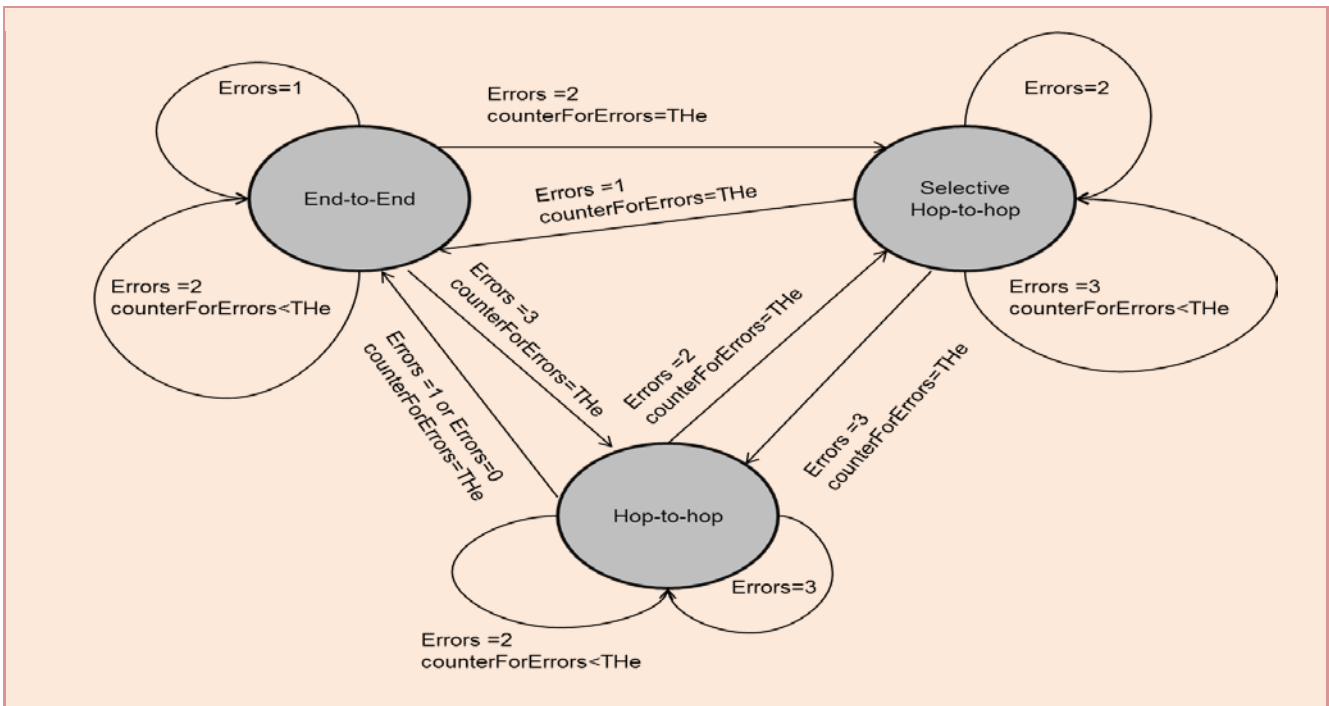 Errors=1
Errors =2
counterForErrors=THe
Errors=2
End-to-End
Errors =1
counterForErrors=THe
Selective
Hop-to-hop
Errors =2
counterForErrors<THe
Errors =3
counterForErrors=THe
Errors =2
counterForErrors=THe
Errors =3
counterForErrors<THe
Errors =1 or Errors=0
counterForErrors=THe
Errors =3
counterForErrors=THe
Hop-to-hop
Errors=3
Errors =2
counterForErrors<THe